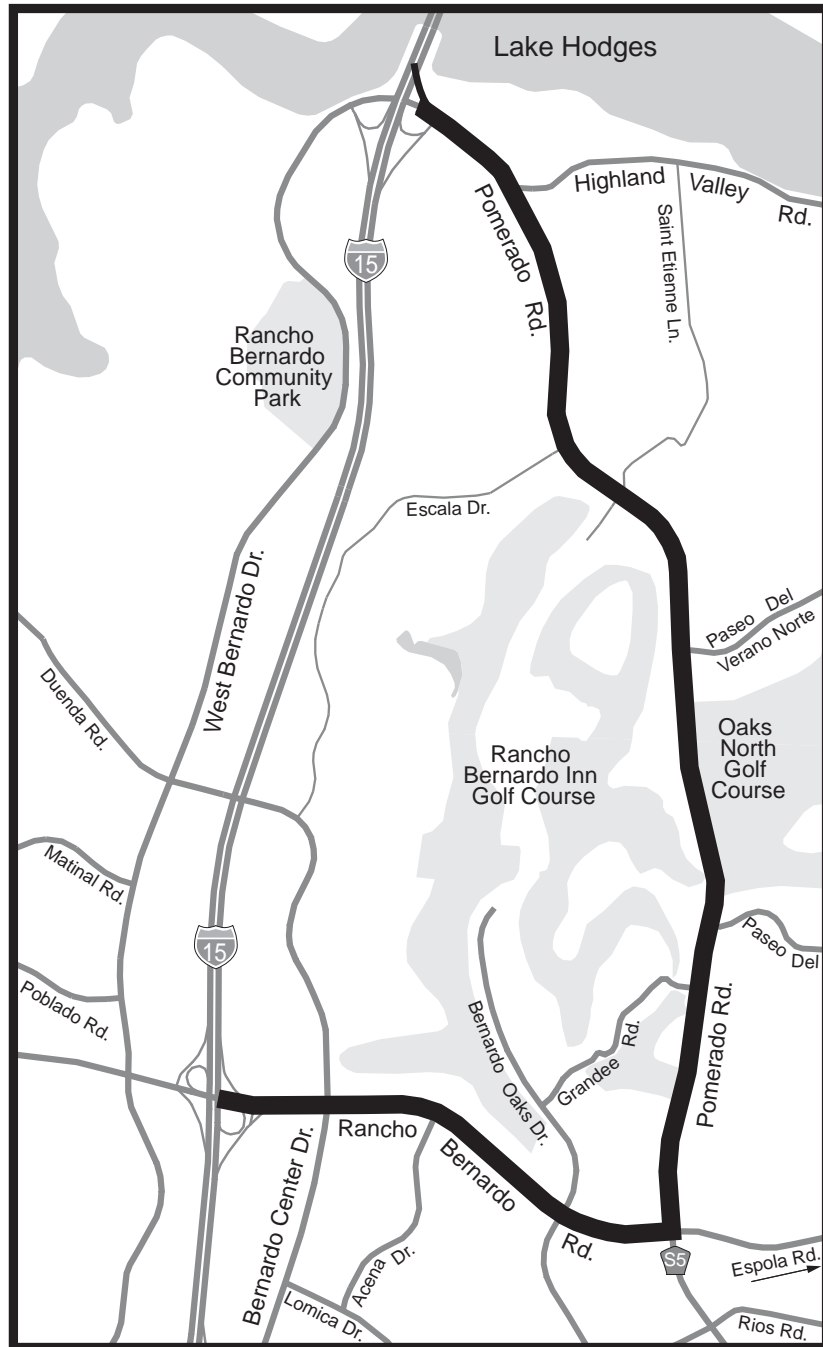 Lake Hodges
Highland Valley Rd.
Pomerado Rd.
Saint Etienne Ln.
15
Rancho
Bernardo
Community
Park
Escala Dr.
West Bernardo Dr.
Paseo Del
Verano Norte
Duenda Rd.
Oaks
North
Golf
Course
Rancho
Bernardo Inn
Golf Course
Matinal Rd.
15
Paseo Del
Poblado Rd.
Pomerado Rd.
Bernardo Oaks Dr.
Grandee Rd.
Rancho Bernardo Rd.
Bernardo Center Dr.
Acena Dr.
Lomica Dr.
S5
Espola Rd.
Rios Rd.